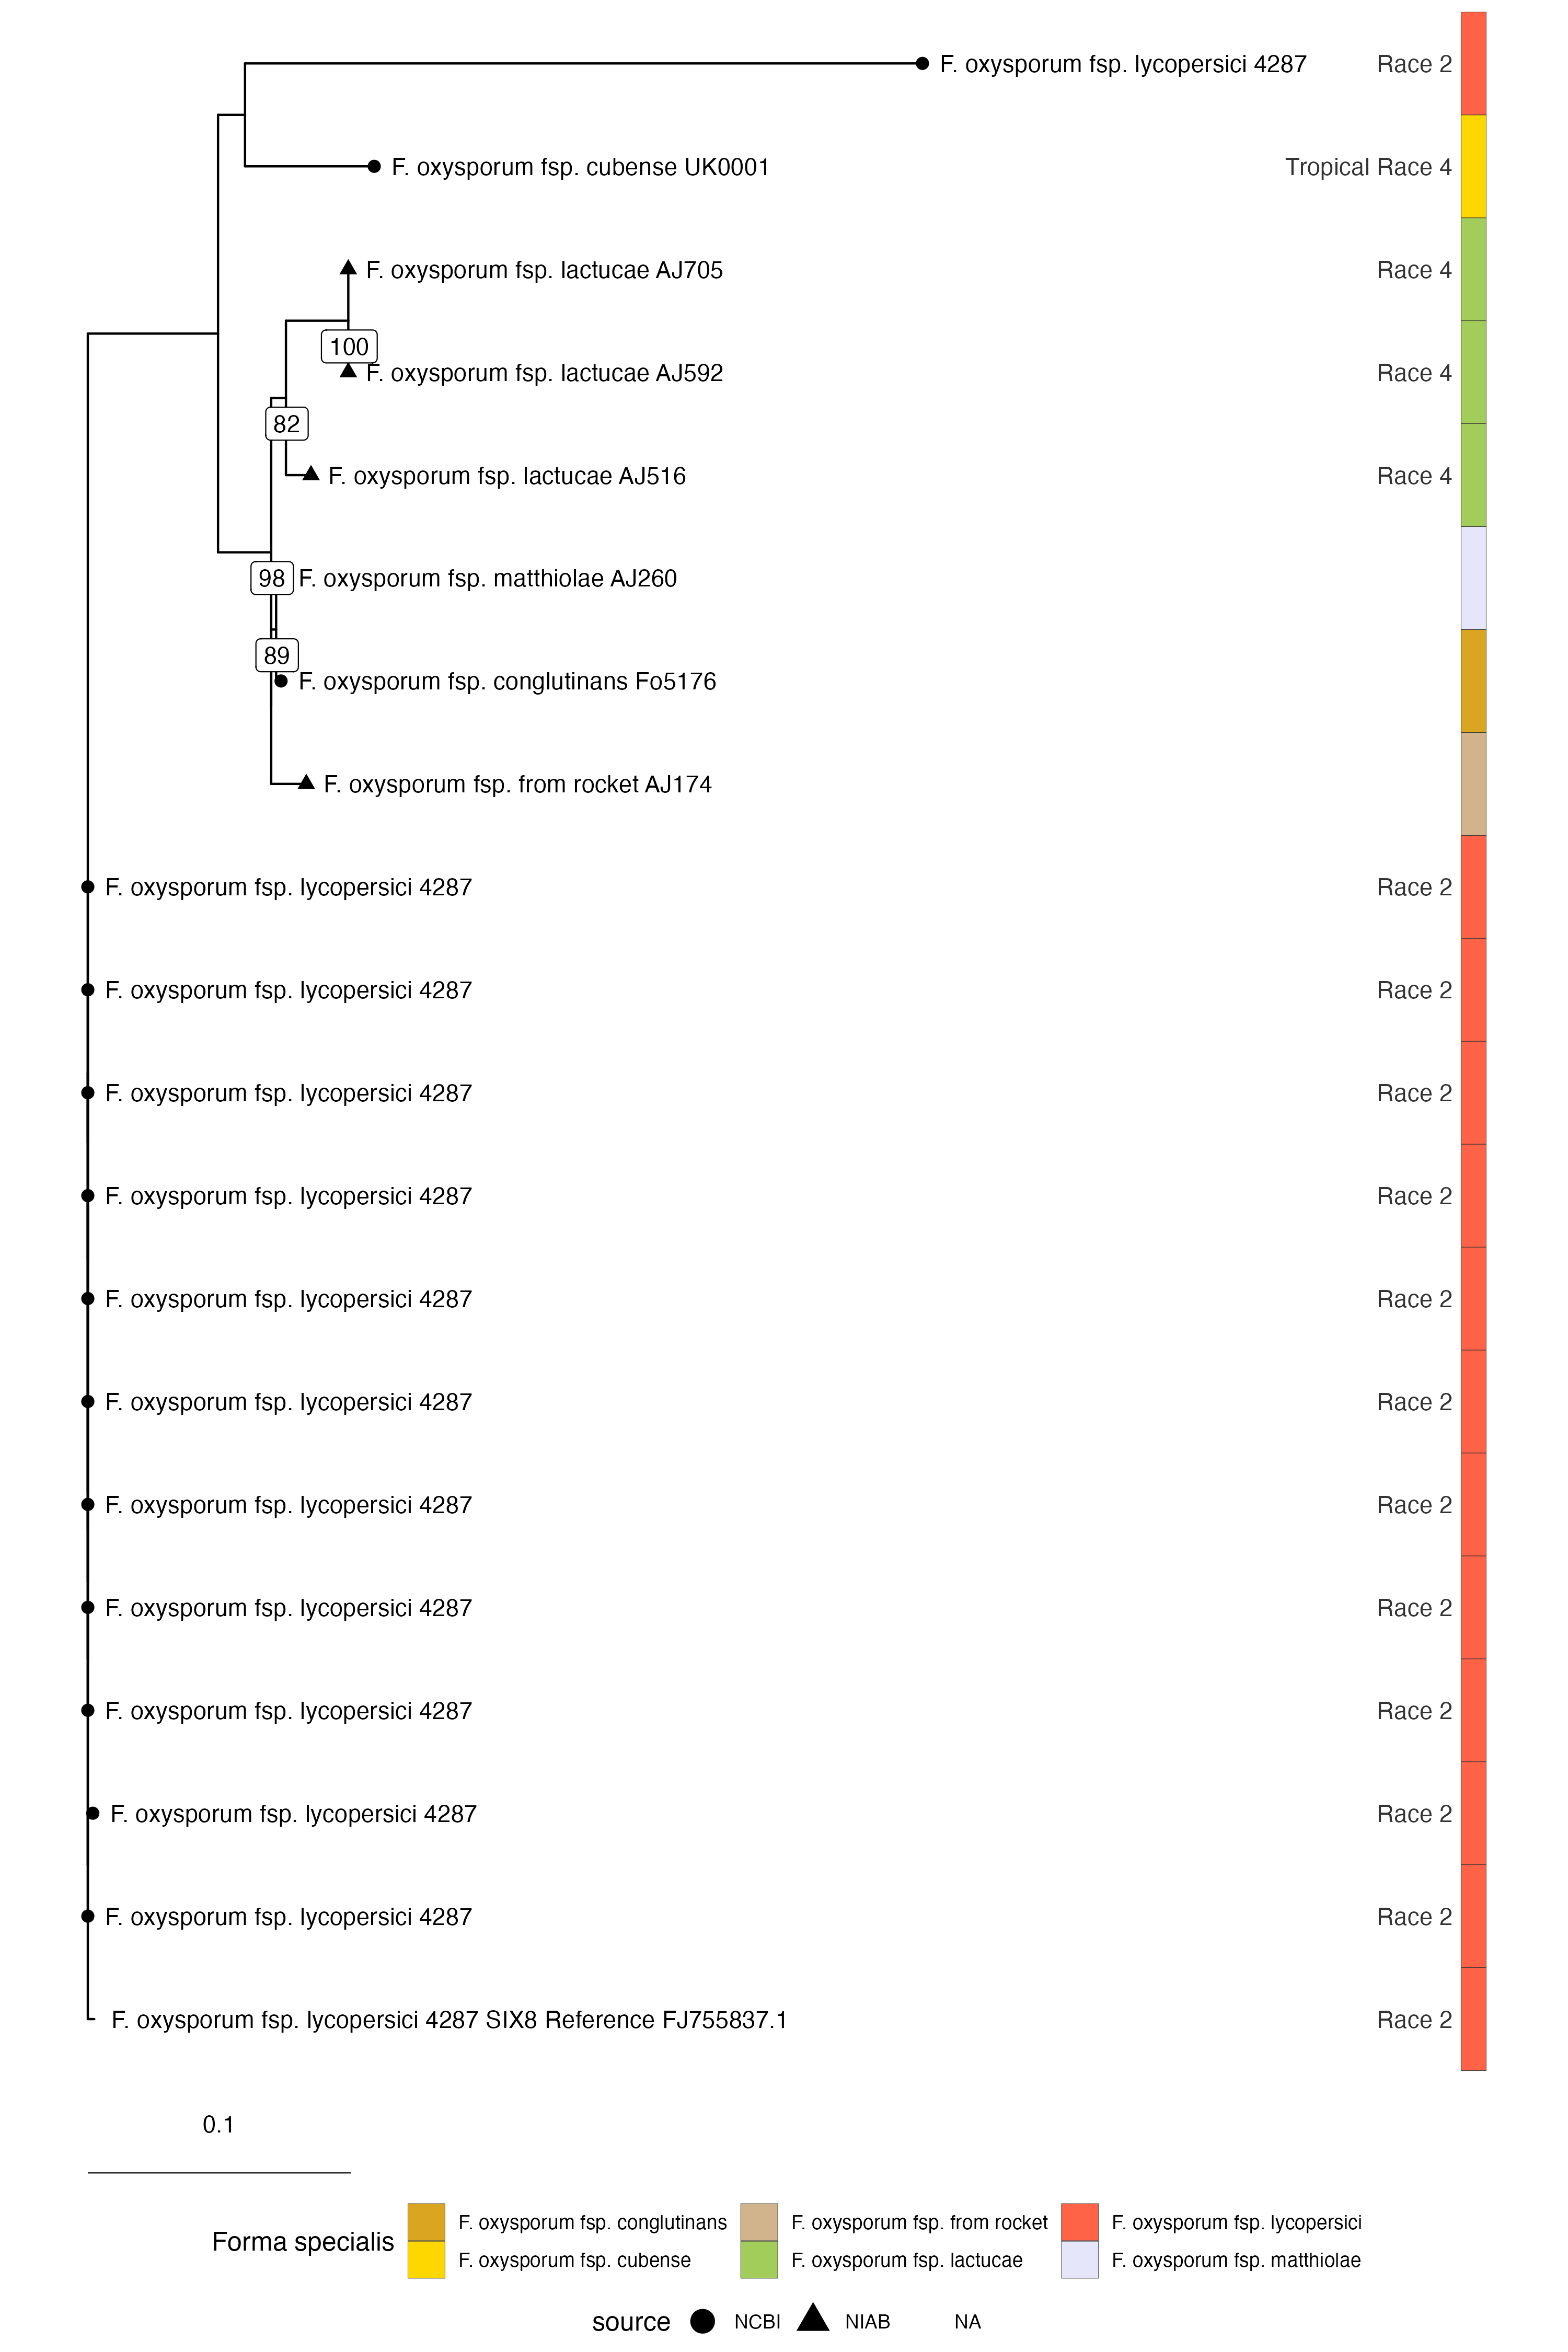 F. oxysporum fsp. lycopersici 4287 Race 2
F. oxysporum fsp. cubense UK0001 Tropical Race 4
F. oxysporum fsp. lactucae AJ705 Race 4
100
F. oxysporum fsp. lactucae AJ592 Race 4
82
F. oxysporum fsp. lactucae AJ516 Race 4
98 F. oxysporum fsp. matthiolae AJ260
89
F. oxysporum fsp. conglutinans Fo5176
F. oxysporum fsp. from rocket AJ174
F. oxysporum fsp. lycopersici 4287 Race 2
F. oxysporum fsp. lycopersici 4287 Race 2
F. oxysporum fsp. lycopersici 4287 Race 2
F. oxysporum fsp. lycopersici 4287 Race 2
F. oxysporum fsp. lycopersici 4287 Race 2
F. oxysporum fsp. lycopersici 4287 Race 2
F. oxysporum fsp. lycopersici 4287 Race 2
F. oxysporum fsp. lycopersici 4287 Race 2
F. oxysporum fsp. lycopersici 4287 Race 2
F. oxysporum fsp. lycopersici 4287 Race 2
F. oxysporum fsp. lycopersici 4287 Race 2
F. oxysporum fsp. lycopersici 4287 SIX8 Reference FJ755837.1 Race 2
0.1
Forma specialis
F. oxysporum fsp. conglutinans F. oxysporum fsp. from rocket F. oxysporum fsp. lycopersici
F. oxysporum fsp. cubense F. oxysporum fsp. lactucae F. oxysporum fsp. matthiolae
source NCBI NIAB NA